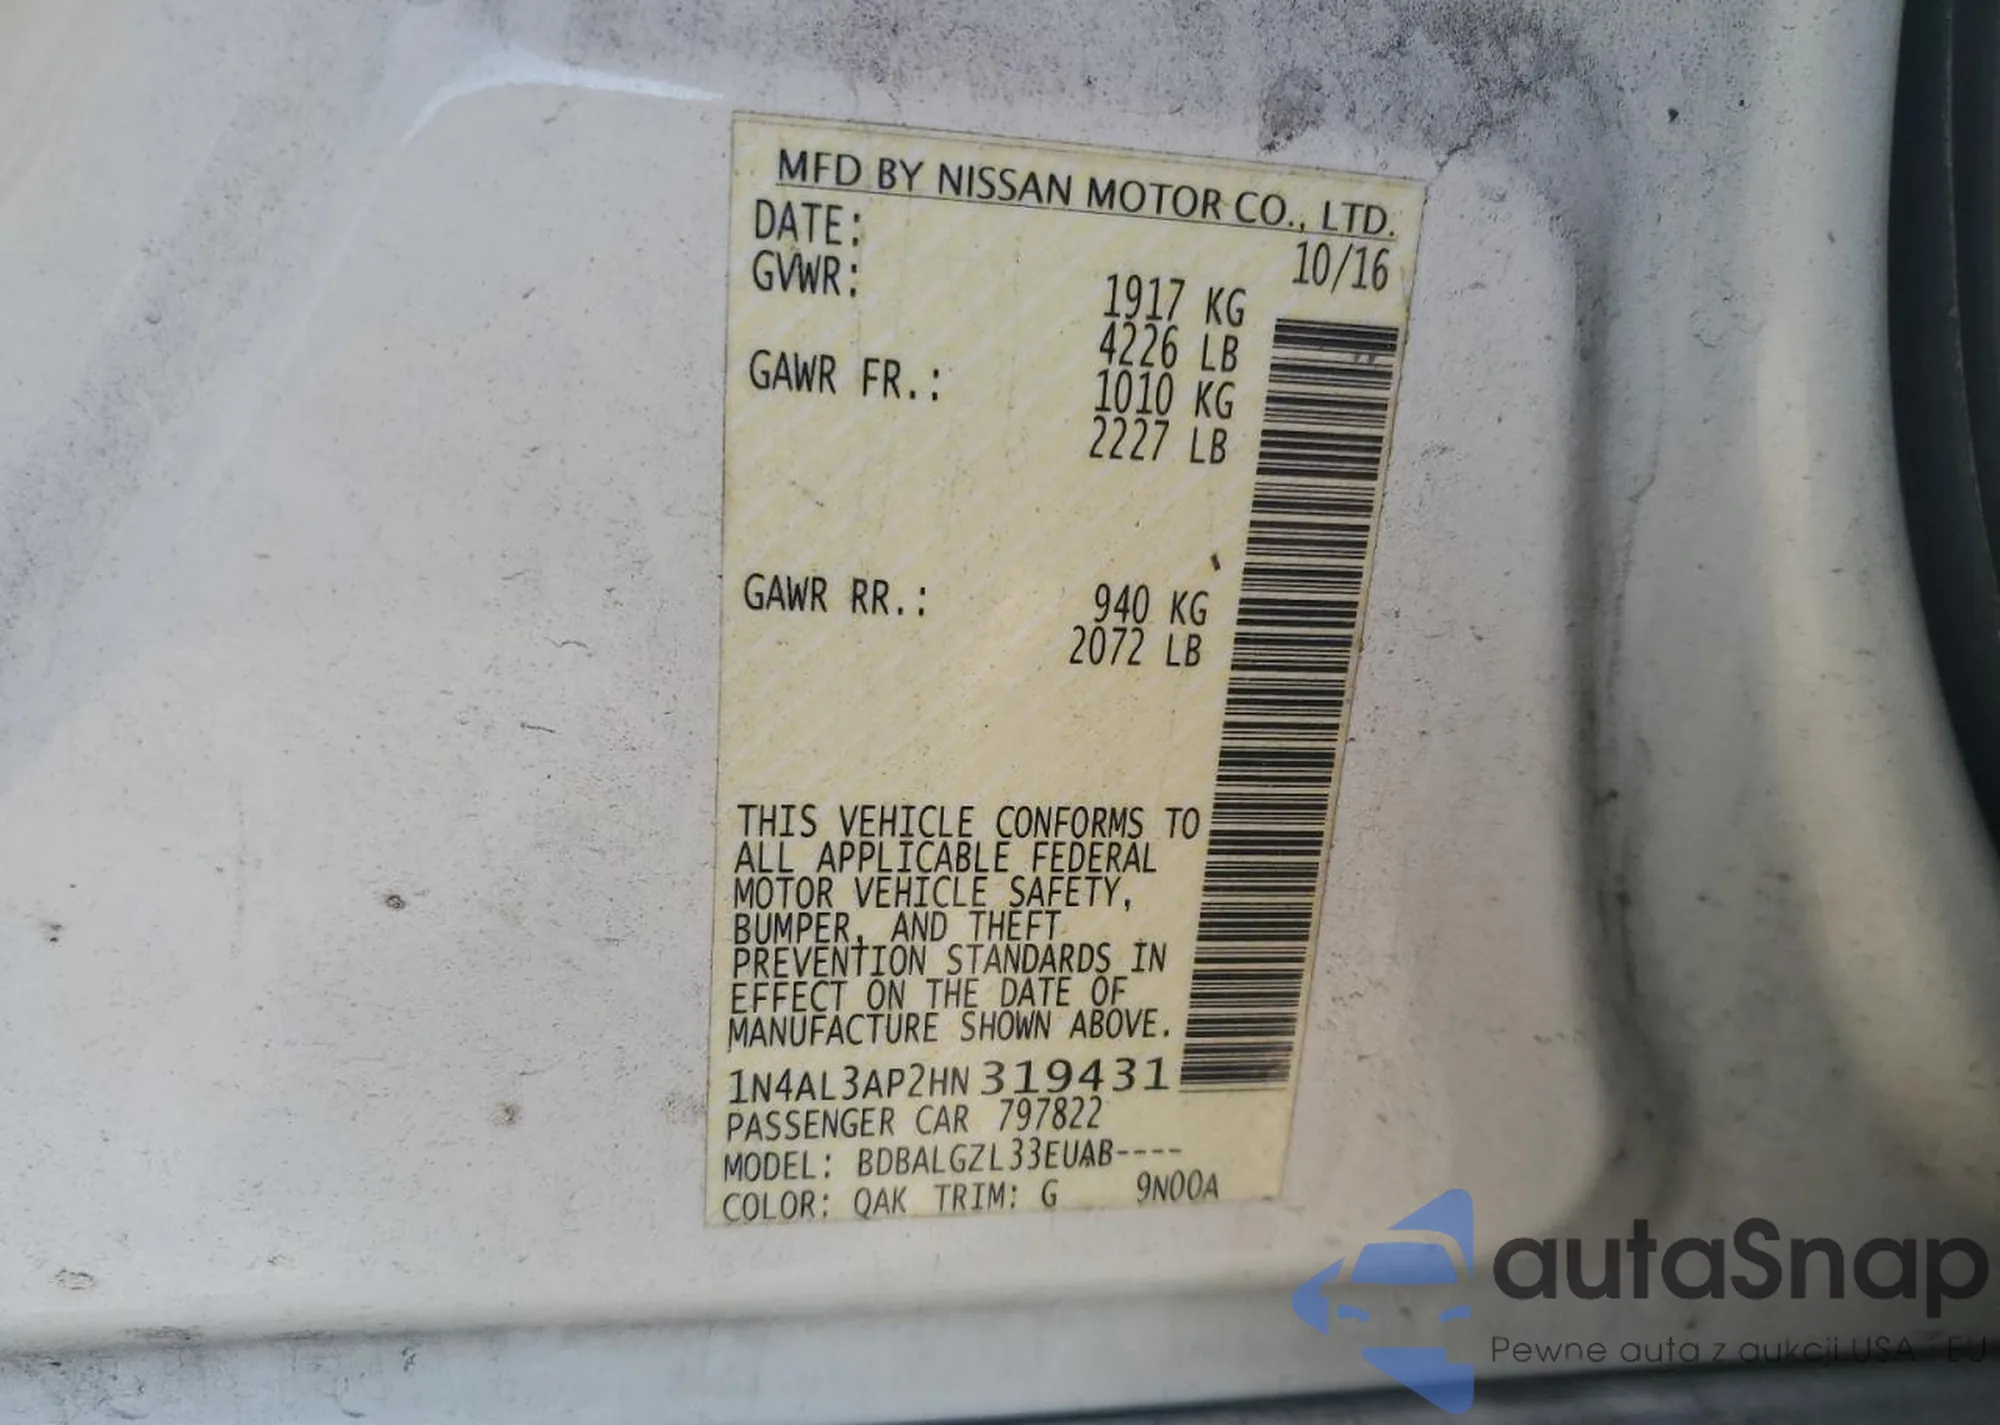 MFD BY NISSAN MOTOR CO., LTD.
DATE: 10/16
GVWR: 1917 KG
4226 LB
GAWR FR.: 1010 KG
2227 LB
GAWR RR.: 940 KG
2072 LB
THIS VEHICLE CONFORMS TO
ALL APPLICABLE FEDERAL
MOTOR VEHICLE SAFETY,
BUMPER, AND THEFT
PREVENTION STANDARDS IN
EFFECT ON THE DATE OF
MANUFACTURE SHOWN ABOVE.
1N4AL3AP2HN319431
PASSENGER CAR 797822
MODEL: BDBALGZL33EUAB----
COLOR: QAK TRIM: G 9N00A
autaSnap
Pewne auta z aukcji USA / EU